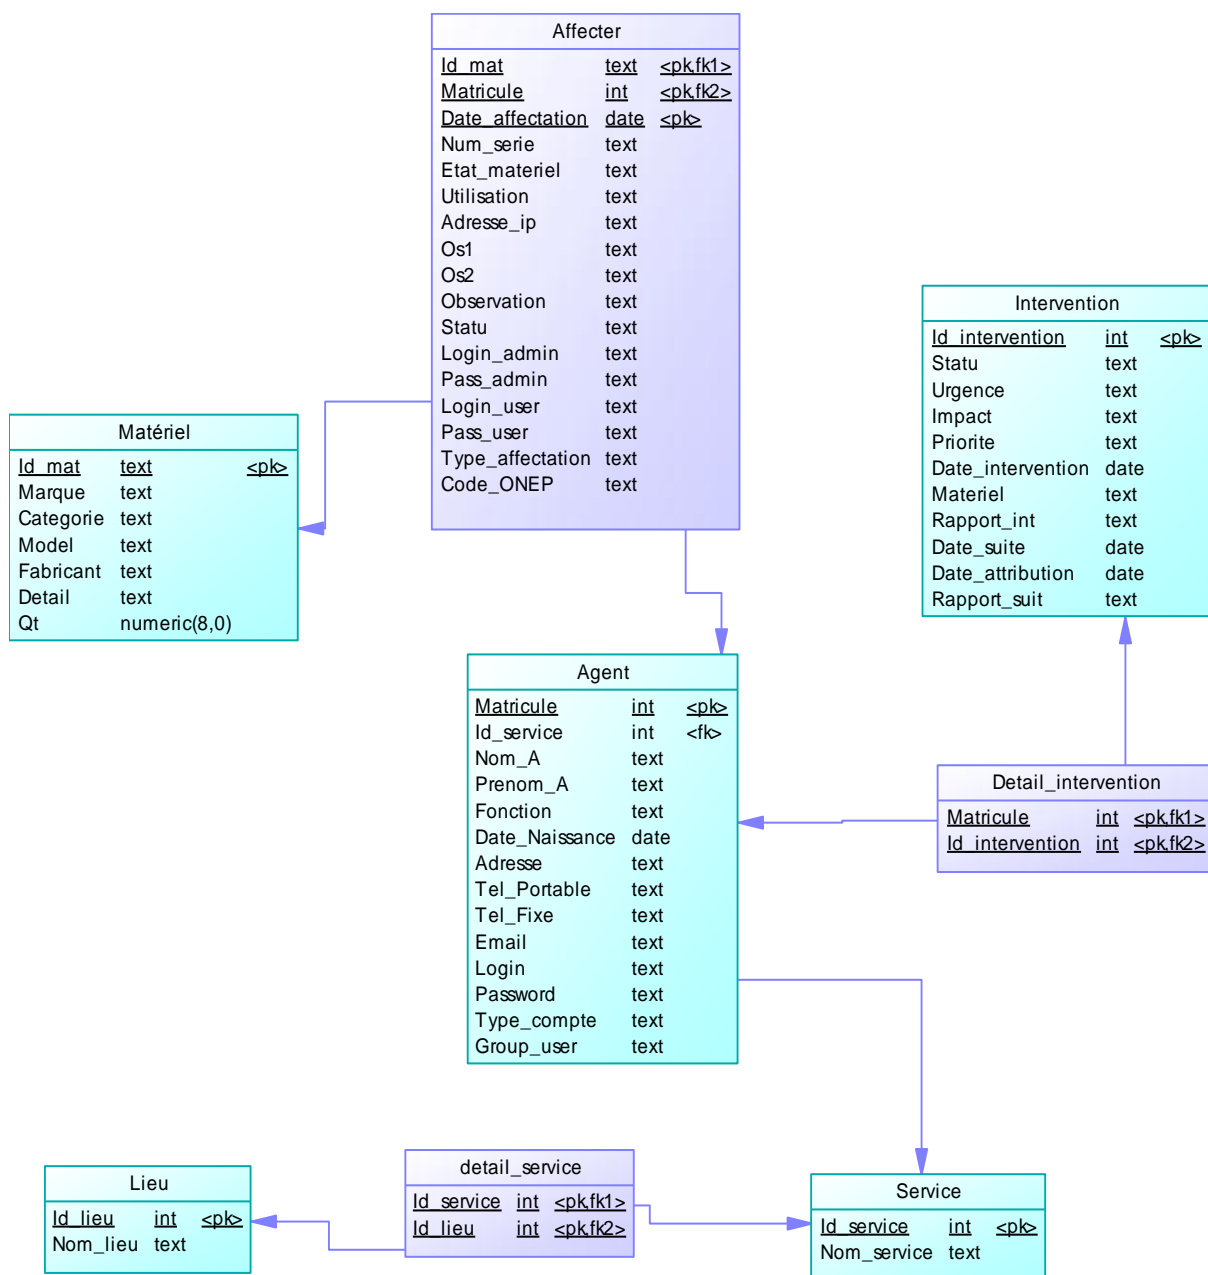 Affecter
Id_mat text <pk,fk1>
Matricule int <pk,fk2>
Date_affectation date <pk>
Num_serie text
Etat_materiel text
Utilisation text
Adresse_ip text
Os1 text
Os2 text
Observation text
Statu text
Login_admin text
Pass_admin text
Login_user text
Pass_user text
Type_affectation text
Code_ONEP text
Intervention
Id_intervention int <pk>
Statu text
Urgence text
Impact text
Priorite text
Date_intervention date
Materiel text
Rapport_int text
Date_suite date
Date_attribution date
Rapport_suit text
Matériel
Id_mat text <pk>
Marque text
Categorie text
Model text
Fabricant text
Detail text
Qt numeric(8,0)
Agent
Matricule int <pk>
Id_service int <fk>
Nom_A text
Prenom_A text
Fonction text
Date_Naissance date
Adresse text
Tel_Portable text
Tel_Fixe text
Email text
Login text
Password text
Type_compte text
Group_user text
Detail_intervention
Matricule int <pk,fk1>
Id_intervention int <pk,fk2>
Lieu
Id_lieu int <pk>
Nom_lieu text
detail_service
Id_service int <pk,fk1>
Id_lieu int <pk,fk2>
Service
Id_service int <pk>
Nom_service text